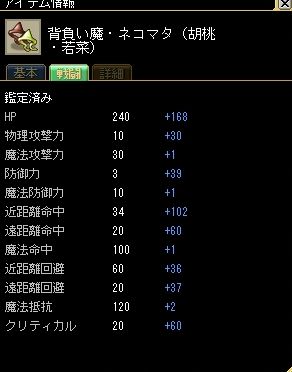 アイテム情報
背負い魔・ネコマタ（胡桃
・若菜）
基本 戦闘 詳細
鑑定済み
HP 240 +168
物理攻撃力 10 +30
魔法攻撃力 30 +1
防御力 3 +39
魔法防御力 10 +1
近距離命中 34 +102
遠距離命中 20 +60
魔法命中 100 +1
近距離回避 60 +36
遠距離回避 20 +37
魔法抵抗 120 +2
クリティカル 20 +60